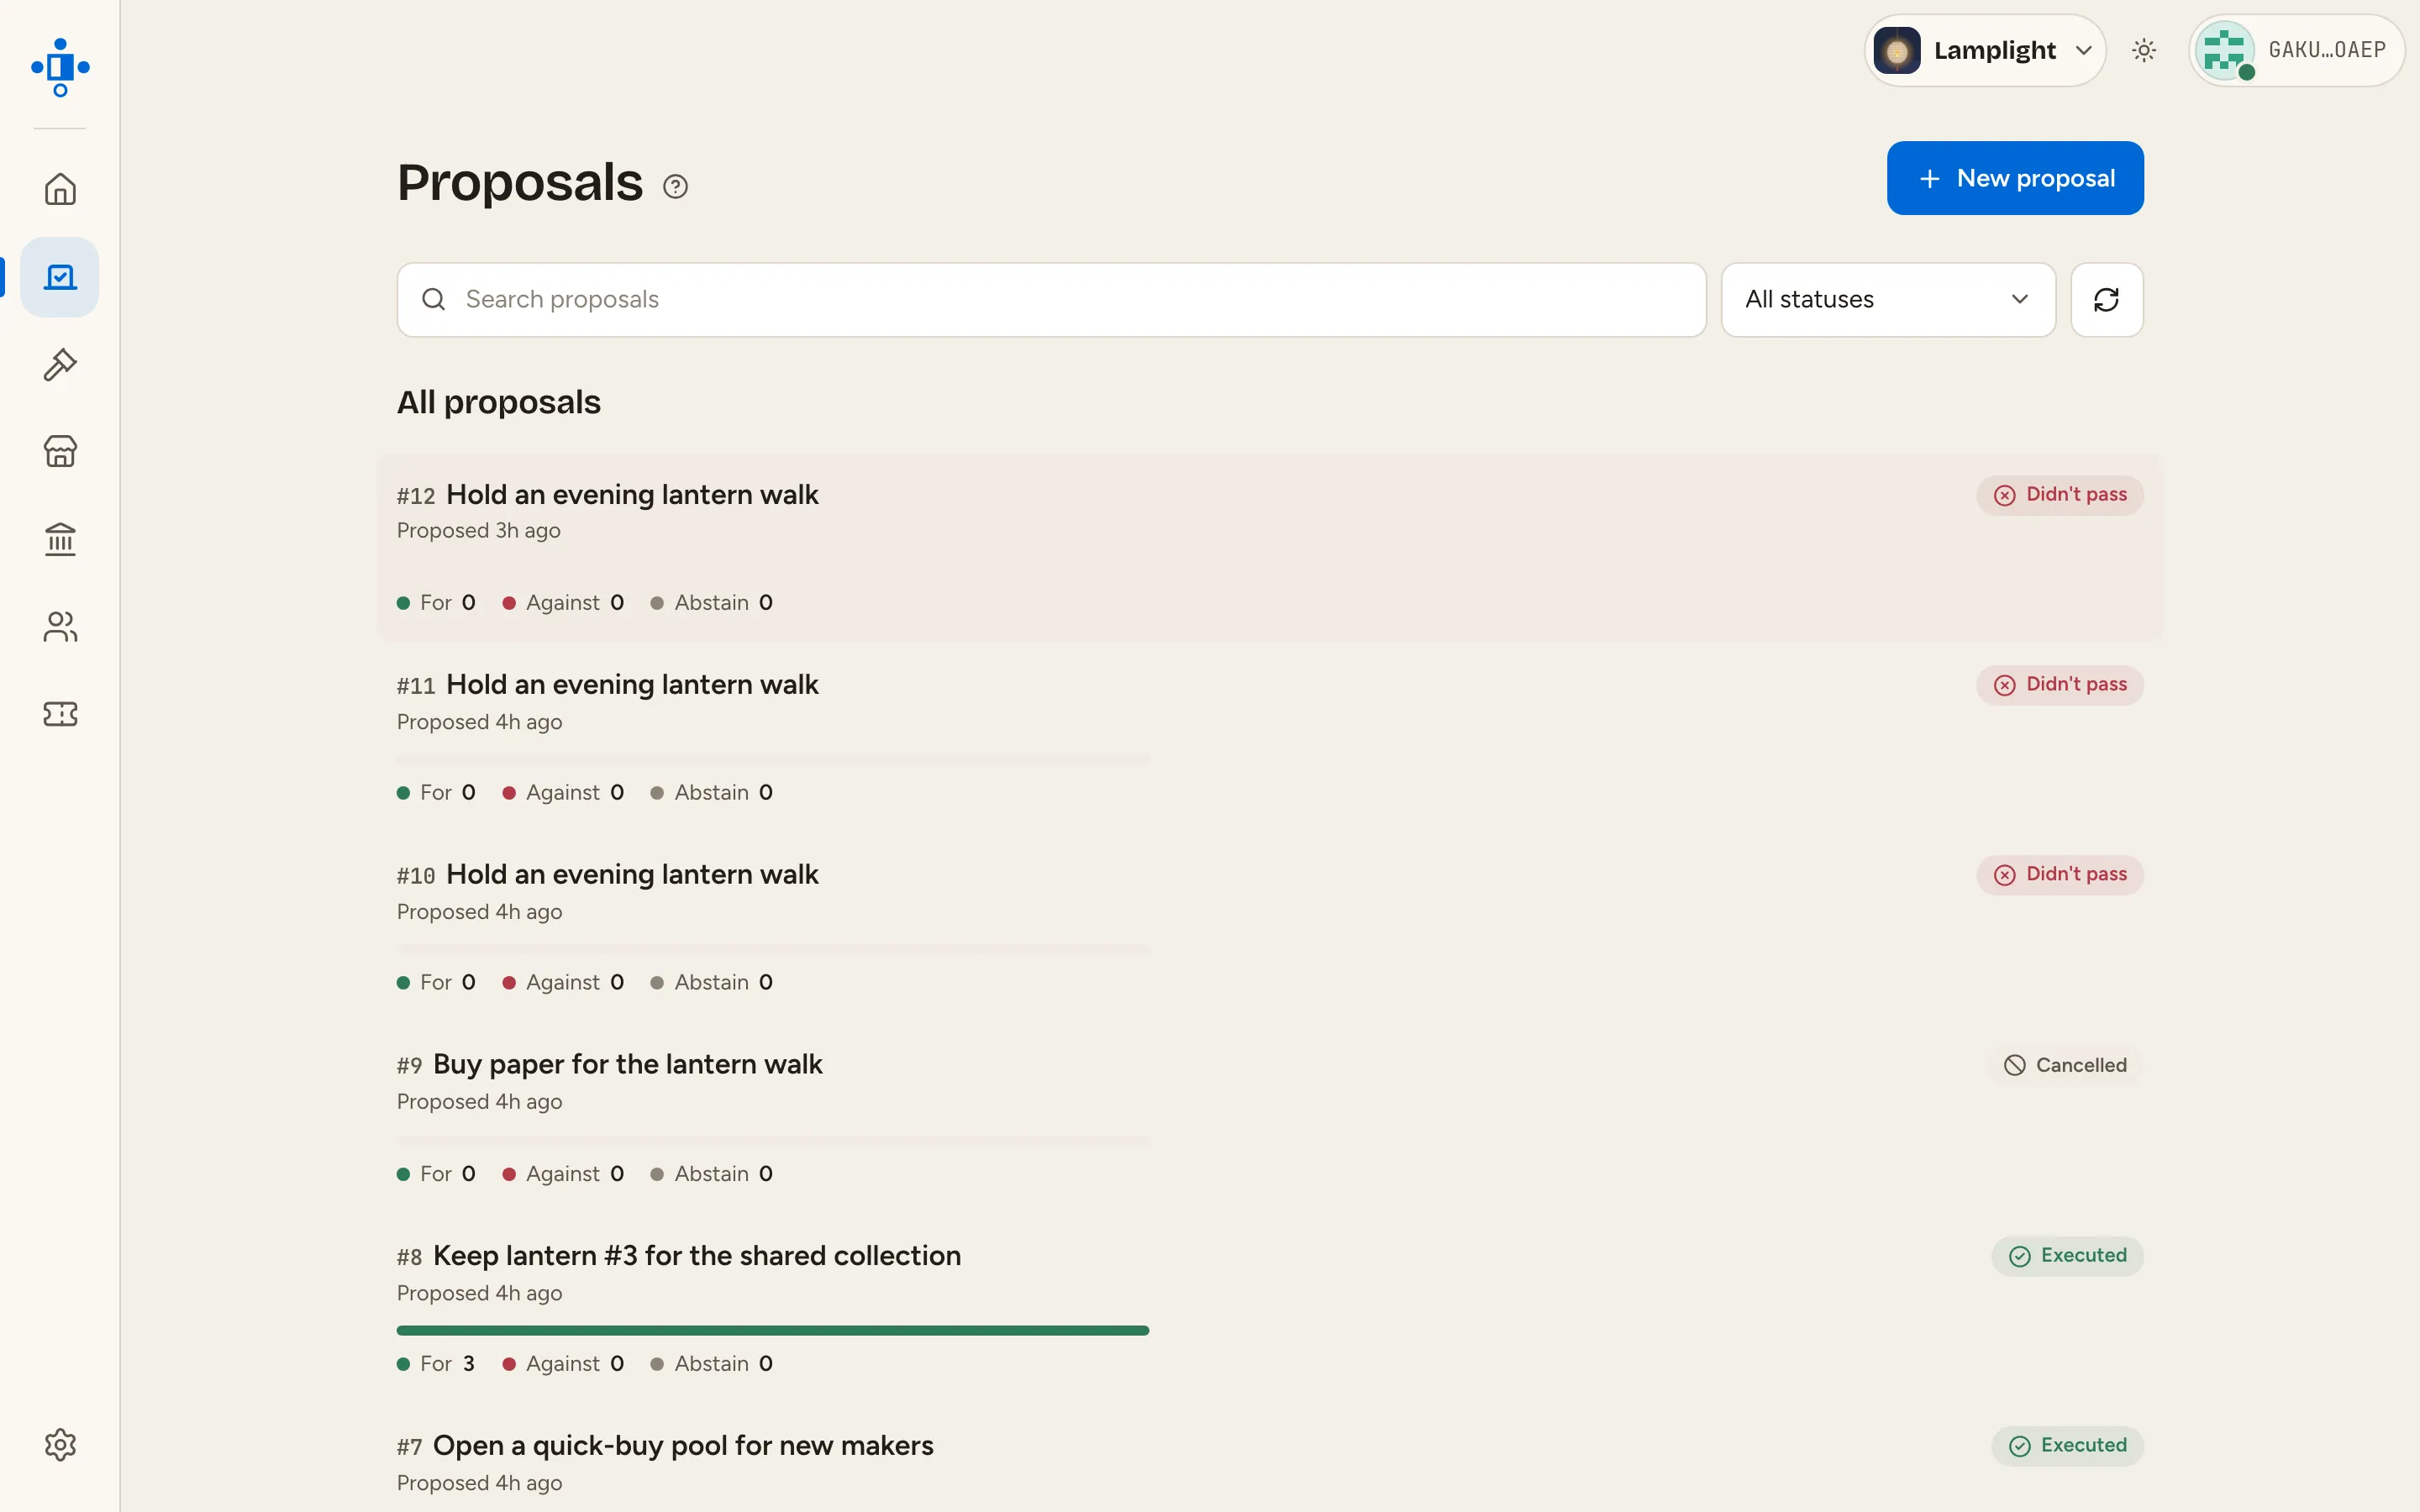 Lamplight
GAKU...OAEP
Proposals
New proposal
Search proposals
All statuses
All proposals
#12 Hold an evening lantern walk
Didn't pass
Proposed 3h ago
For 0 Against 0 Abstain 0
#11 Hold an evening lantern walk
Didn't pass
Proposed 4h ago
For 0 Against 0 Abstain 0
#10 Hold an evening lantern walk
Didn't pass
Proposed 4h ago
For 0 Against 0 Abstain 0
#9 Buy paper for the lantern walk
Cancelled
Proposed 4h ago
For 0 Against 0 Abstain 0
#8 Keep lantern #3 for the shared collection
Executed
Proposed 4h ago
For 3 Against 0 Abstain 0
#7 Open a quick-buy pool for new makers
Executed
Proposed 4h ago